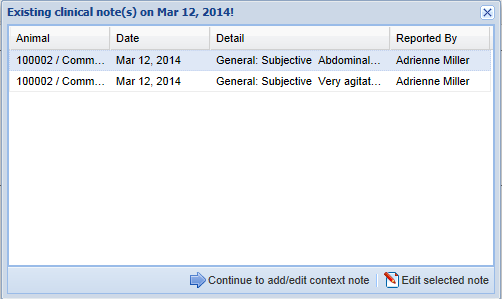 Existing clinical note(s) on Mar 12, 2014!
Animal Date Detail Reported By
100002 / Comm... Mar 12, 2014 General: Subjective Abdominal... Adrienne Miller
100002 / Comm... Mar 12, 2014 General: Subjective Very agitat... Adrienne Miller
Continue to add/edit context note Edit selected note